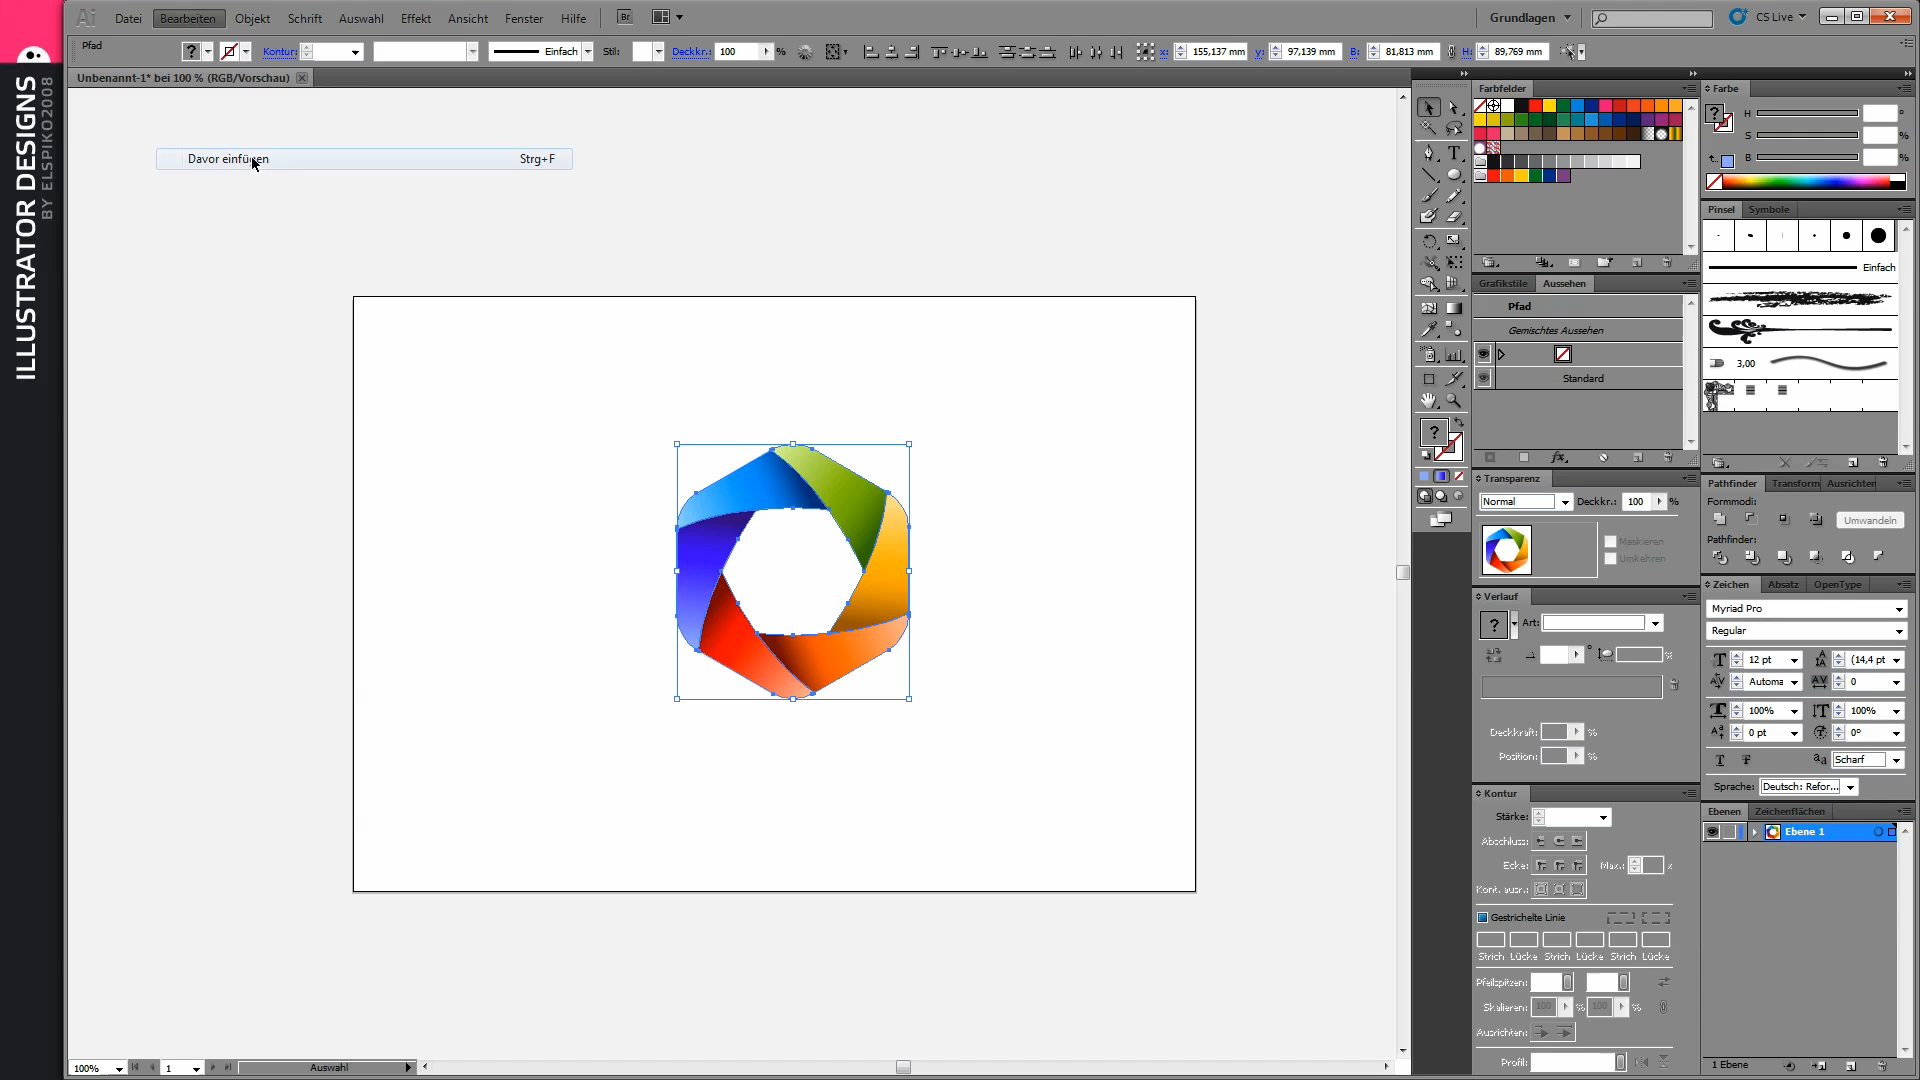 ILLUSTRATOR DESIGNS
BY ELSPIKO2008
Ai Datei Bearbeiten Objekt Schrift Auswahl Effekt Ansicht Fenster Hilfe Br Grundlagen CS Live
Pfad ? Kontur: Einfach Stil: Deckkr.: 100 % x: 155,137 mm y: 97,139 mm B: 81,813 mm H: 89,769 mm
Unbenannt-1* bei 100 % (RGB/Vorschau)
Davor einfügen Strg+F
Farbfelder
Farbe
H
S %
B %
Pinsel Symbole
Einfach
3,00
Grafikstile Aussehen
Pfad
Gemischtes Aussehen
Standard
Transparenz
Normal Deckkr.: 100 %
Maskieren
Umkehren
Pathfinder Transform Ausrichten
Formmodi:
Umwandeln
Pathfinder:
Verlauf
? Art:
°
%
Deckkraft: %
Position: %
Zeichen Absatz OpenType
Myriad Pro
Regular
12 pt (14,4 pt
Automa 0
100% 100%
0 pt 0°
Scharf
Sprache: Deutsch: Refor...
Kontur
Stärke:
Abschluss:
Ecke: Max.: x
Kont. ausr.:
Gestrichelte Linie
Strich Lücke Strich Lücke Strich Lücke
Pfeilspitzen:
Skalieren: 100 % 100 %
Ausrichten:
Profil:
Ebenen Zeichenflächen
Ebene 1
1 Ebene
100% 1 Auswahl